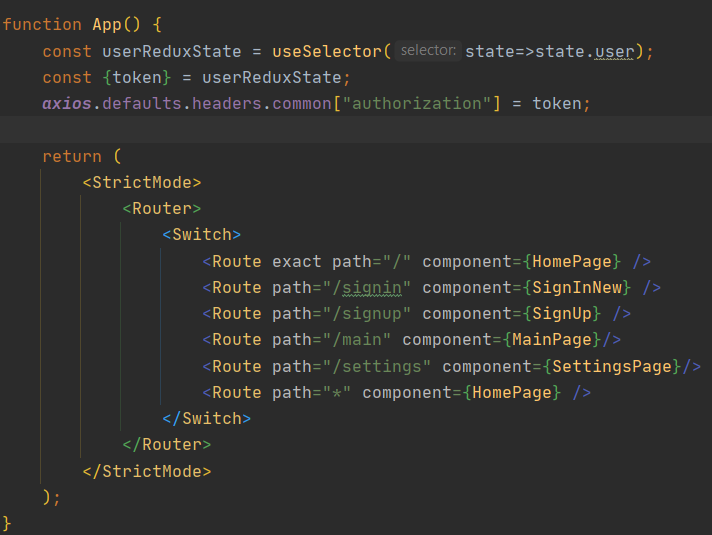 function App() {
    const userReduxState = useSelector( selector: state=>state.user);
    const {token} = userReduxState;
    axios.defaults.headers.common["authorization"] = token;

    return (
        <StrictMode>
            <Router>
                <Switch>
                    <Route exact path="/" component={HomePage} />
                    <Route path="/signin" component={SignInNew} />
                    <Route path="/signup" component={SignUp} />
                    <Route path="/main" component={MainPage}/>
                    <Route path="/settings" component={SettingsPage}/>
                    <Route path="*" component={HomePage} />
                </Switch>
            </Router>
        </StrictMode>
    );
}